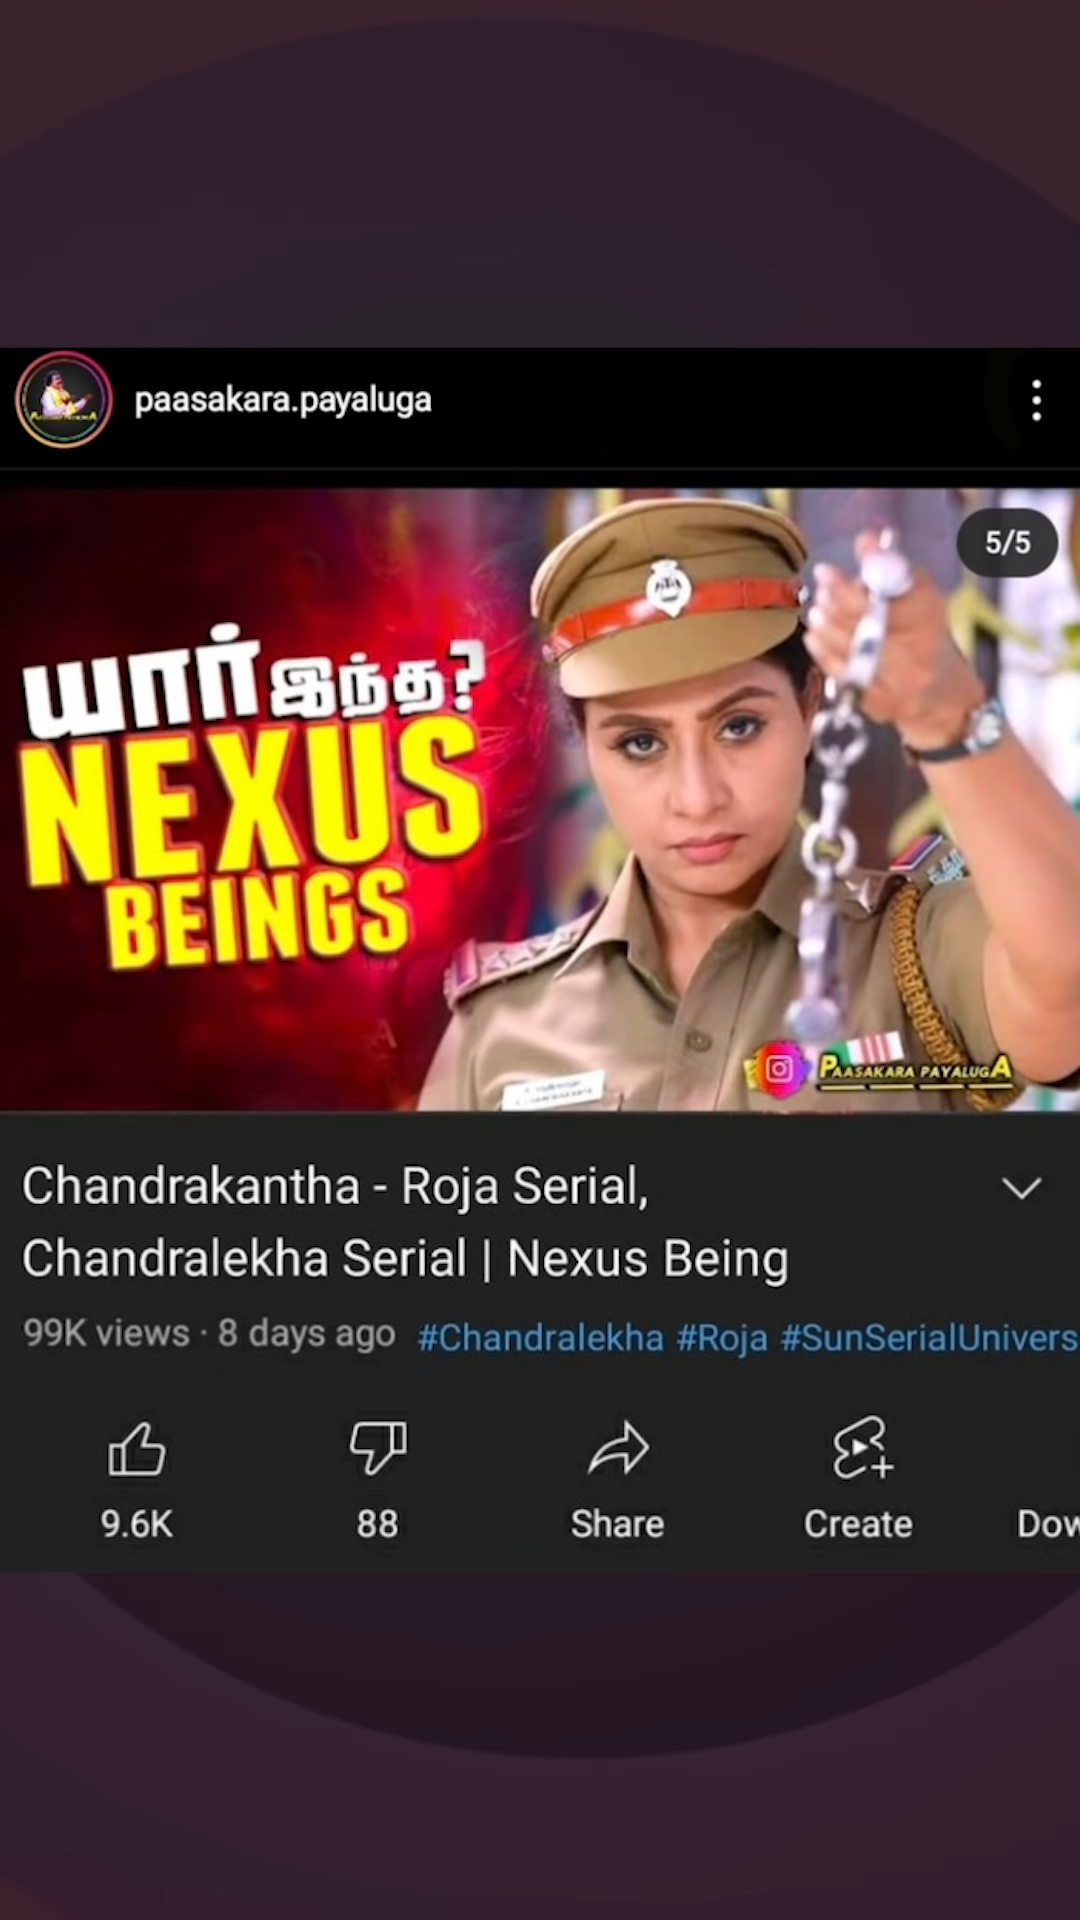 paasakara.payaluga
5/5
யார் இந்த?
NEXUS
BEINGS
PAASAKARA PAYALUGA
Chandrakantha - Roja Serial,
Chandralekha Serial | Nexus Being
99K views · 8 days ago #Chandralekha #Roja #SunSerialUnivers
9.6K 88 Share Create Dow